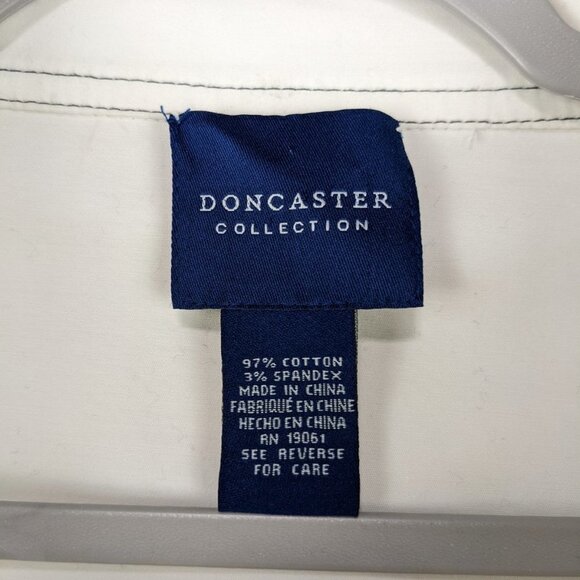 DONCASTER
COLLECTION
97% COTTON
3% SPANDEX
MADE IN CHINA
FABRIQUÉ EN CHINE
HECHO EN CHINA
RN 19061
SEE REVERSE
FOR CARE